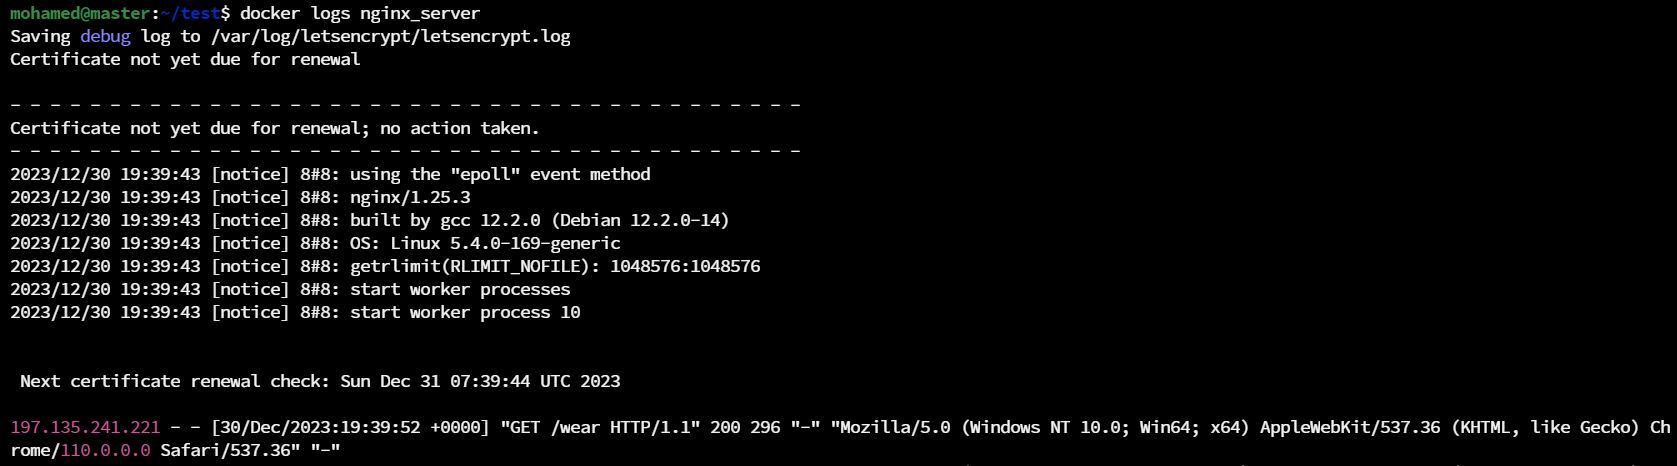 mohamed@master:~/test$ docker logs nginx_server
Saving debug log to /var/log/letsencrypt/letsencrypt.log
Certificate not yet due for renewal
- - - - - - - - - - - - - - - - - - - - - - - - - - - - - - - - - - - - - - - -
Certificate not yet due for renewal; no action taken.
- - - - - - - - - - - - - - - - - - - - - - - - - - - - - - - - - - - - - - - -
2023/12/30 19:39:43 [notice] 8#8: using the "epoll" event method
2023/12/30 19:39:43 [notice] 8#8: nginx/1.25.3
2023/12/30 19:39:43 [notice] 8#8: built by gcc 12.2.0 (Debian 12.2.0-14)
2023/12/30 19:39:43 [notice] 8#8: OS: Linux 5.4.0-169-generic
2023/12/30 19:39:43 [notice] 8#8: getrlimit(RLIMIT_NOFILE): 1048576:1048576
2023/12/30 19:39:43 [notice] 8#8: start worker processes
2023/12/30 19:39:43 [notice] 8#8: start worker process 10
Next certificate renewal check: Sun Dec 31 07:39:44 UTC 2023
197.135.241.221 - - [30/Dec/2023:19:39:52 +0000] "GET /wear HTTP/1.1" 200 296 "-" "Mozilla/5.0 (Windows NT 10.0; Win64; x64) AppleWebKit/537.36 (KHTML, like Gecko) Ch
rome/110.0.0.0 Safari/537.36" "-"